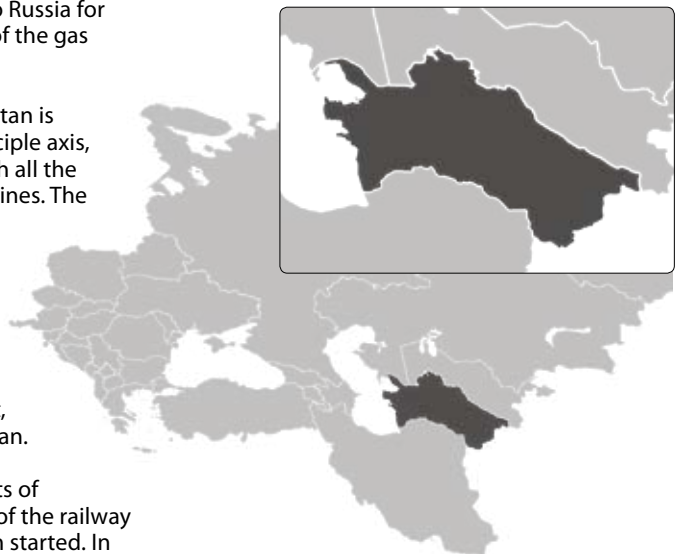 o Russia for
of the gas
tan is
ciple axis,
h all the
ines. The
,
an.
ts of
of the railway
n started. In